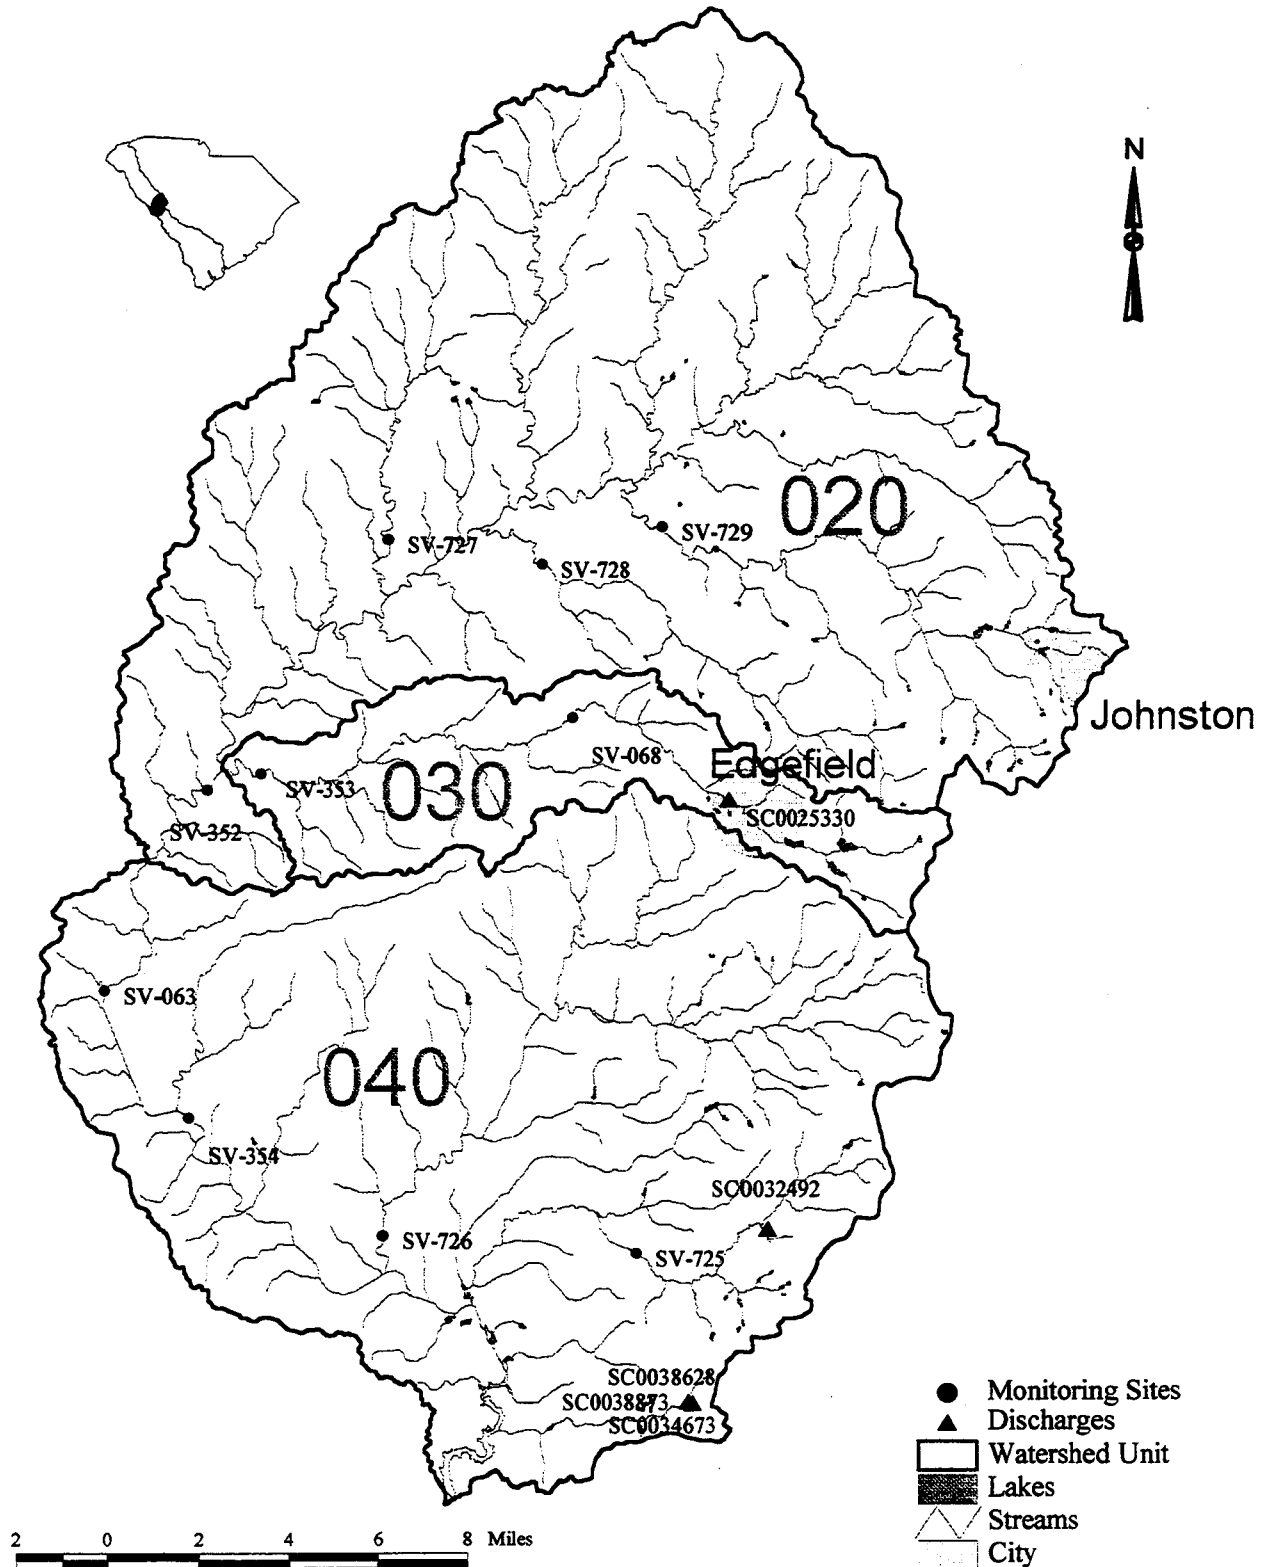 N
020
SV-729
SV-727
SV-728
Johnston
SV-068
Edgefield
030
SV-353
SC0025330
SV-352
SV-063
040
SV-354
SC0032492
SV-726
SV-725
SC0038628
SC0038873
SC0034673
Monitoring Sites
Discharges
Watershed Unit
Lakes
Streams
City
2 0 2 4 6 8 Miles